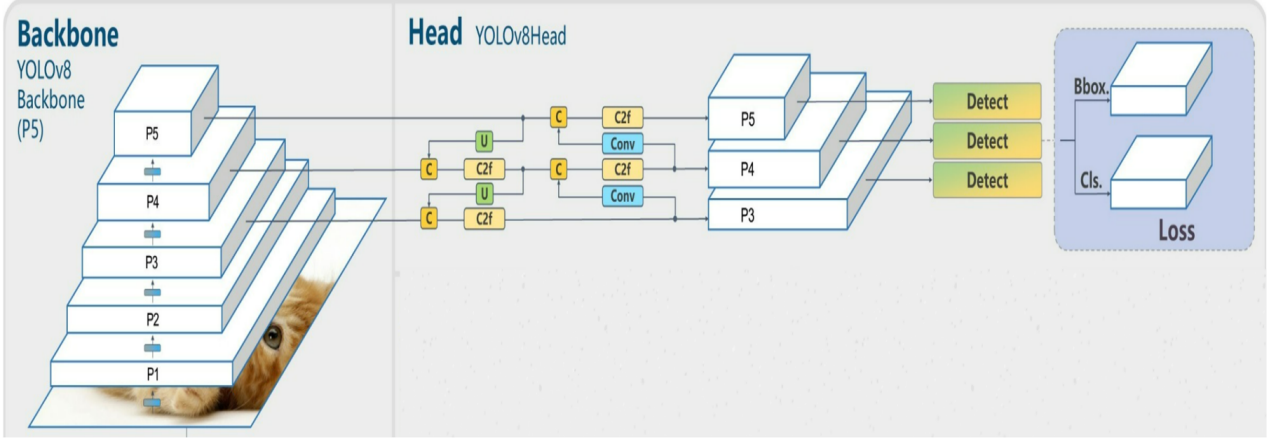 Backbone
YOLOv8
Backbone
(P5)
P5
P4
P3
P2
P1
Head YOLOv8Head
C C2f
U Conv
C C2f C C2f
U Conv
C C2f
P5
P4
P3
Detect
Detect
Detect
Bbox.
Cls.
Loss